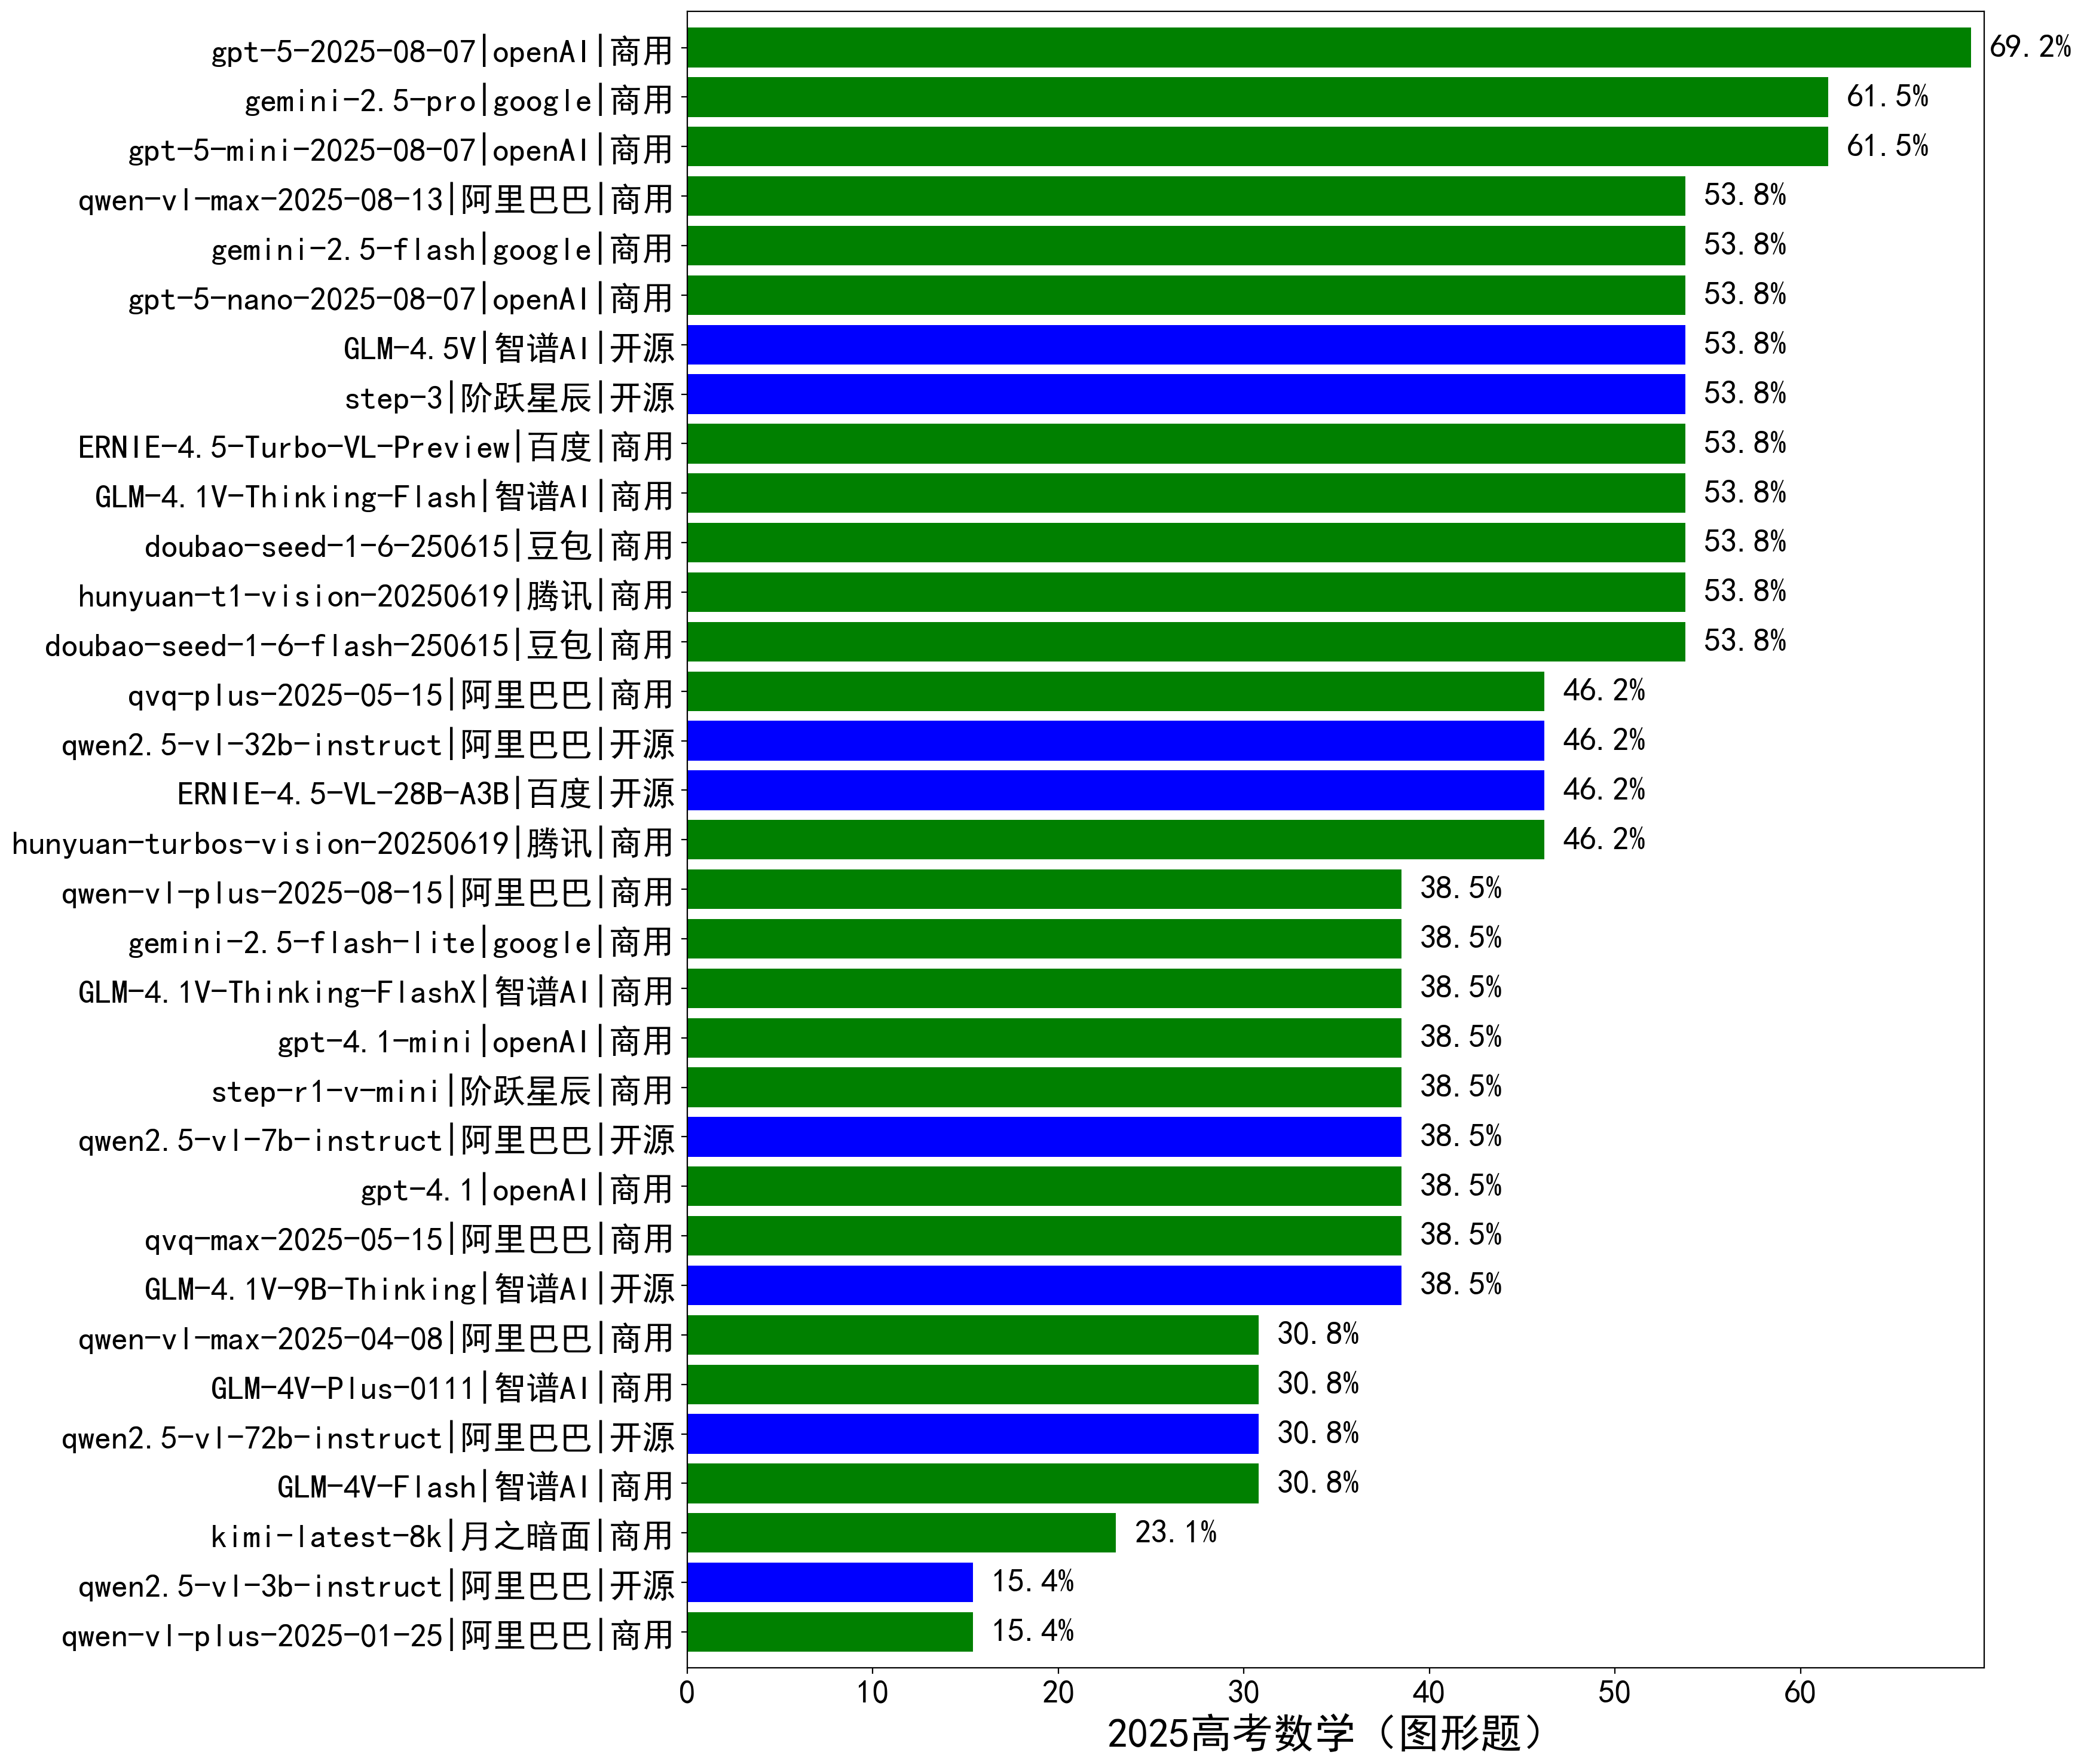 gpt-5-2025-08-07|openAI|商用 69.2%
gemini-2.5-pro|google|商用 61.5%
gpt-5-mini-2025-08-07|openAI|商用 61.5%
qwen-vl-max-2025-08-13|阿里巴巴|商用 53.8%
gemini-2.5-flash|google|商用 53.8%
gpt-5-nano-2025-08-07|openAI|商用 53.8%
GLM-4.5V|智谱AI|开源 53.8%
step-3|阶跃星辰|开源 53.8%
ERNIE-4.5-Turbo-VL-Preview|百度|商用 53.8%
GLM-4.1V-Thinking-Flash|智谱AI|商用 53.8%
doubao-seed-1-6-250615|豆包|商用 53.8%
hunyuan-t1-vision-20250619|腾讯|商用 53.8%
doubao-seed-1-6-flash-250615|豆包|商用 53.8%
qvq-plus-2025-05-15|阿里巴巴|商用 46.2%
qwen2.5-vl-32b-instruct|阿里巴巴|开源 46.2%
ERNIE-4.5-VL-28B-A3B|百度|开源 46.2%
hunyuan-turbos-vision-20250619|腾讯|商用 46.2%
qwen-vl-plus-2025-08-15|阿里巴巴|商用 38.5%
gemini-2.5-flash-lite|google|商用 38.5%
GLM-4.1V-Thinking-FlashX|智谱AI|商用 38.5%
gpt-4.1-mini|openAI|商用 38.5%
step-r1-v-mini|阶跃星辰|商用 38.5%
qwen2.5-vl-7b-instruct|阿里巴巴|开源 38.5%
gpt-4.1|openAI|商用 38.5%
qvq-max-2025-05-15|阿里巴巴|商用 38.5%
GLM-4.1V-9B-Thinking|智谱AI|开源 38.5%
qwen-vl-max-2025-04-08|阿里巴巴|商用 30.8%
GLM-4V-Plus-0111|智谱AI|商用 30.8%
qwen2.5-vl-72b-instruct|阿里巴巴|开源 30.8%
GLM-4V-Flash|智谱AI|商用 30.8%
kimi-latest-8k|月之暗面|商用 23.1%
qwen2.5-vl-3b-instruct|阿里巴巴|开源 15.4%
qwen-vl-plus-2025-01-25|阿里巴巴|商用 15.4%
0 10 20 30 40 50 60
2025高考数学（图形题）